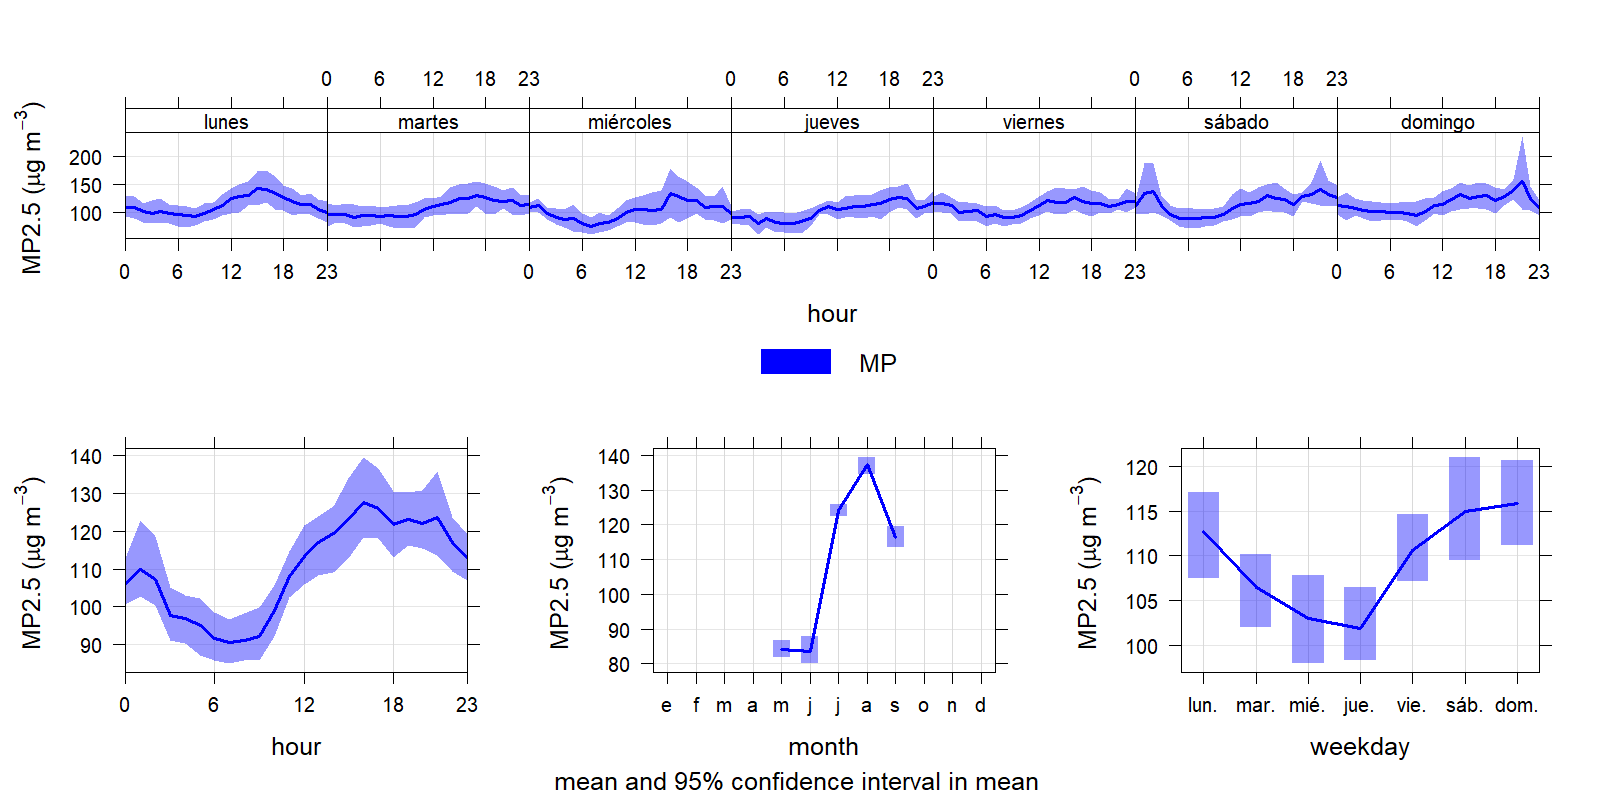 0 6 12 18 23 0 6 12 18 23 0 6 12 18 23
lunes martes miércoles jueves viernes sábado domingo
MP2.5 (µg m⁻³)
200
150
100
0 6 12 18 23 0 6 12 18 23 0 6 12 18 23 0 6 12 18 23
hour
MP
MP2.5 (µg m⁻³)
140
130
120
110
100
90
0 6 12 18 23
hour
MP2.5 (µg m⁻³)
140
130
120
110
100
90
80
e f m a m j j a s o n d
month
MP2.5 (µg m⁻³)
120
115
110
105
100
lun. mar. mié. jue. vie. sáb. dom.
weekday
mean and 95% confidence interval in mean